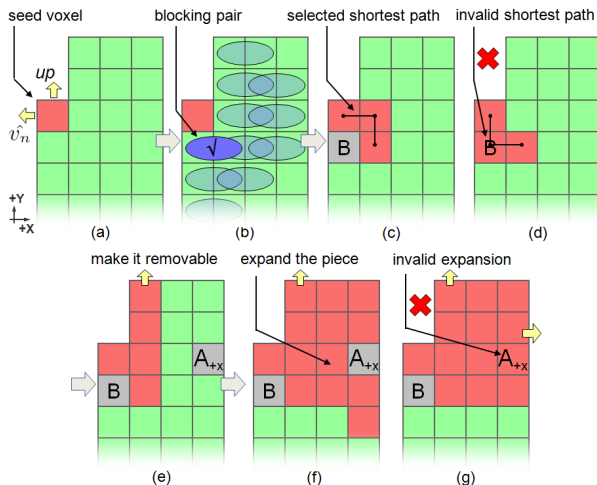 seed voxel
blocking pair
selected shortest path
invalid shortest path
up
v̂n
√
B
B
+Y
+X
(a)
(b)
(c)
(d)
make it removable
expand the piece
invalid expansion
A+x
A+x
A+x
B
B
B
(e)
(f)
(g)